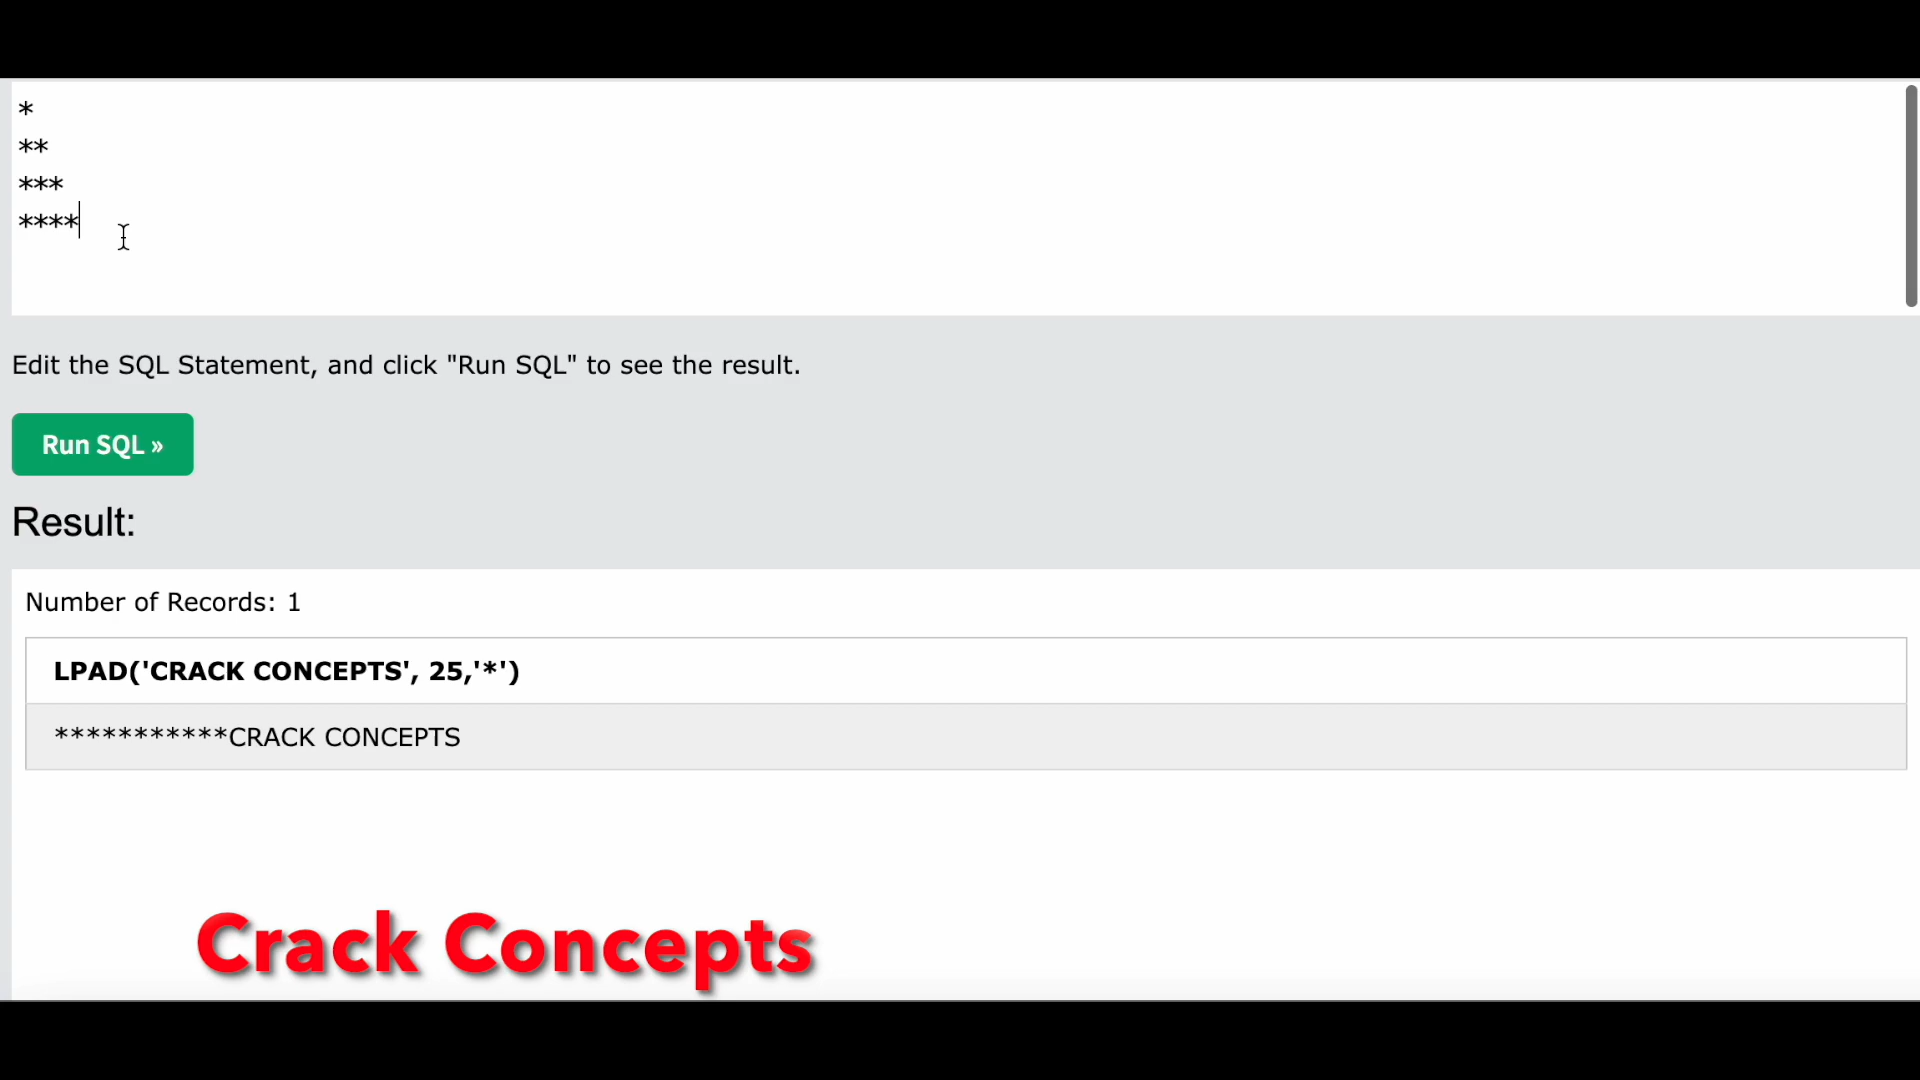 *
**
***
****
Edit the SQL Statement, and click "Run SQL" to see the result.
Run SQL »
Result:
Number of Records: 1
LPAD('CRACK CONCEPTS', 25,'*')
***********CRACK CONCEPTS
Crack Concepts